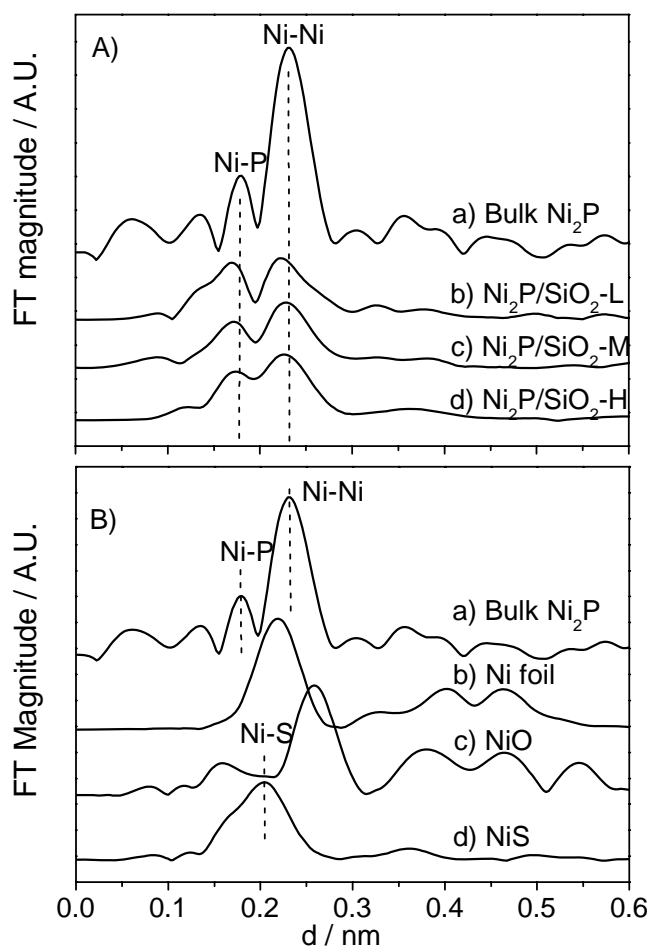 A)
Ni-Ni
Ni-P
a) Bulk Ni₂P
b) Ni₂P/SiO₂-L
c) Ni₂P/SiO₂-M
d) Ni₂P/SiO₂-H
FT magnitude / A.U.
B)
Ni-Ni
Ni-P
a) Bulk Ni₂P
b) Ni foil
Ni-S
c) NiO
d) NiS
FT Magnitude / A.U.
0.0 0.1 0.2 0.3 0.4 0.5 0.6
d / nm